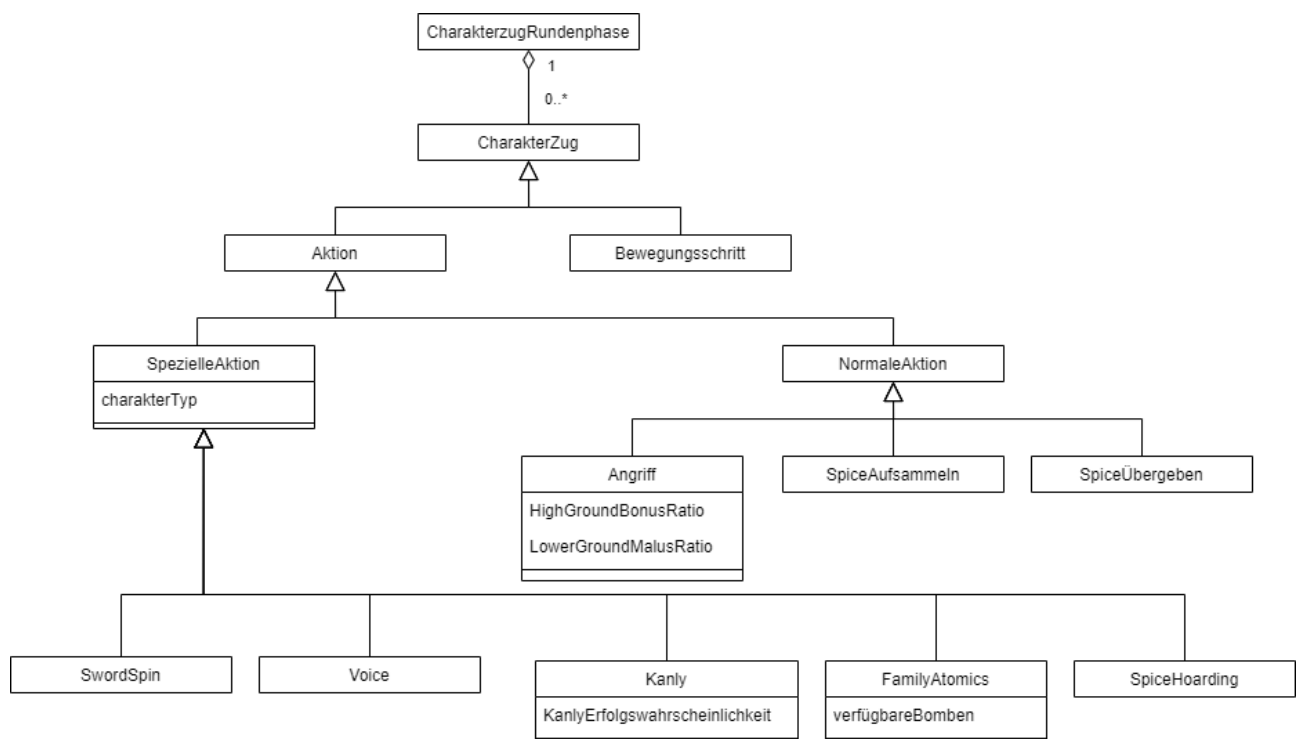 CharakterzugRundenphase
1
0..*
CharakterZug
Aktion
Bewegungsschritt
SpezielleAktion
charakterTyp
NormaleAktion
Angriff
HighGroundBonusRatio
LowerGroundMalusRatio
SpiceAufsammeln
SpiceÜbergeben
SwordSpin
Voice
Kanly
KanlyErfolgswahrscheinlichkeit
FamilyAtomics
verfügbareBomben
SpiceHoarding